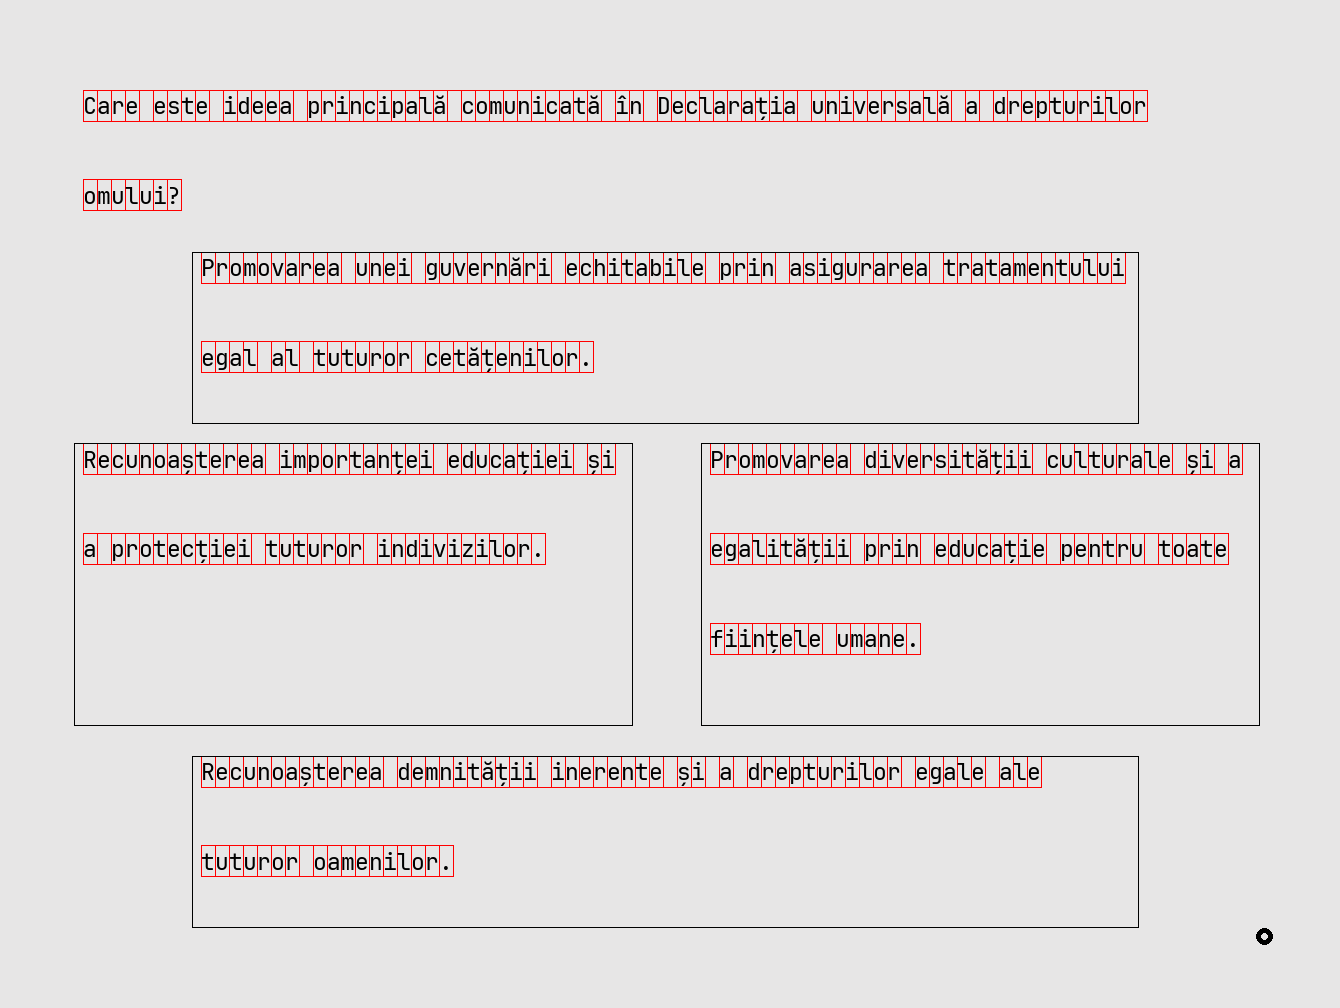 Care este ideea principală comunicată în Declarația universală a drepturilor
omului?
Promovarea unei guvernări echitabile prin asigurarea tratamentului
egal al tuturor cetățenilor.
Recunoașterea importanței educației și
a protecției tuturor indivizilor.
Promovarea diversității culturale și a
egalității prin educație pentru toate
ființele umane.
Recunoașterea demnității inerente și a drepturilor egale ale
tuturor oamenilor.